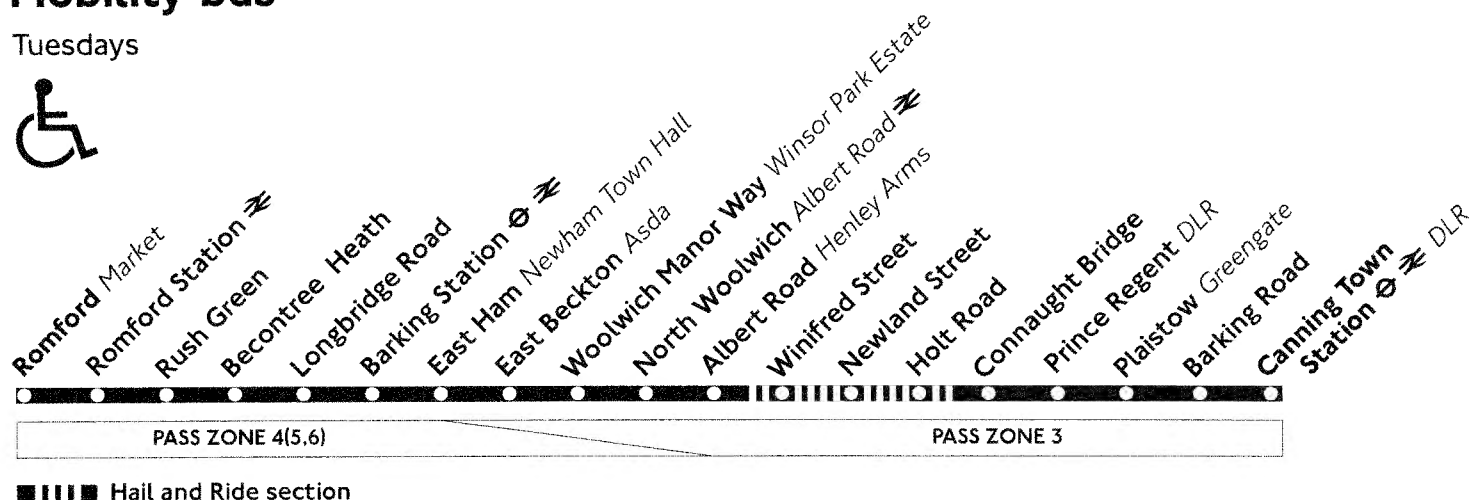 Mobility bus
Tuesdays
Romford Market
Romford Station
Rush Green
Becontree Heath
Longbridge Road
Barking Station
East Ham Newham Town Hall
East Beckton Asda
Woolwich Manor Way Winsor Park Estate
North Woolwich Albert Road
Albert Road Henley Arms
Winifred Street
Newland Street
Holt Road
Connaught Bridge
Prince Regent DLR
Plaistow Greengate
Barking Road
Canning Town
Station DLR
PASS ZONE 4(5,6)
PASS ZONE 3
Hail and Ride section